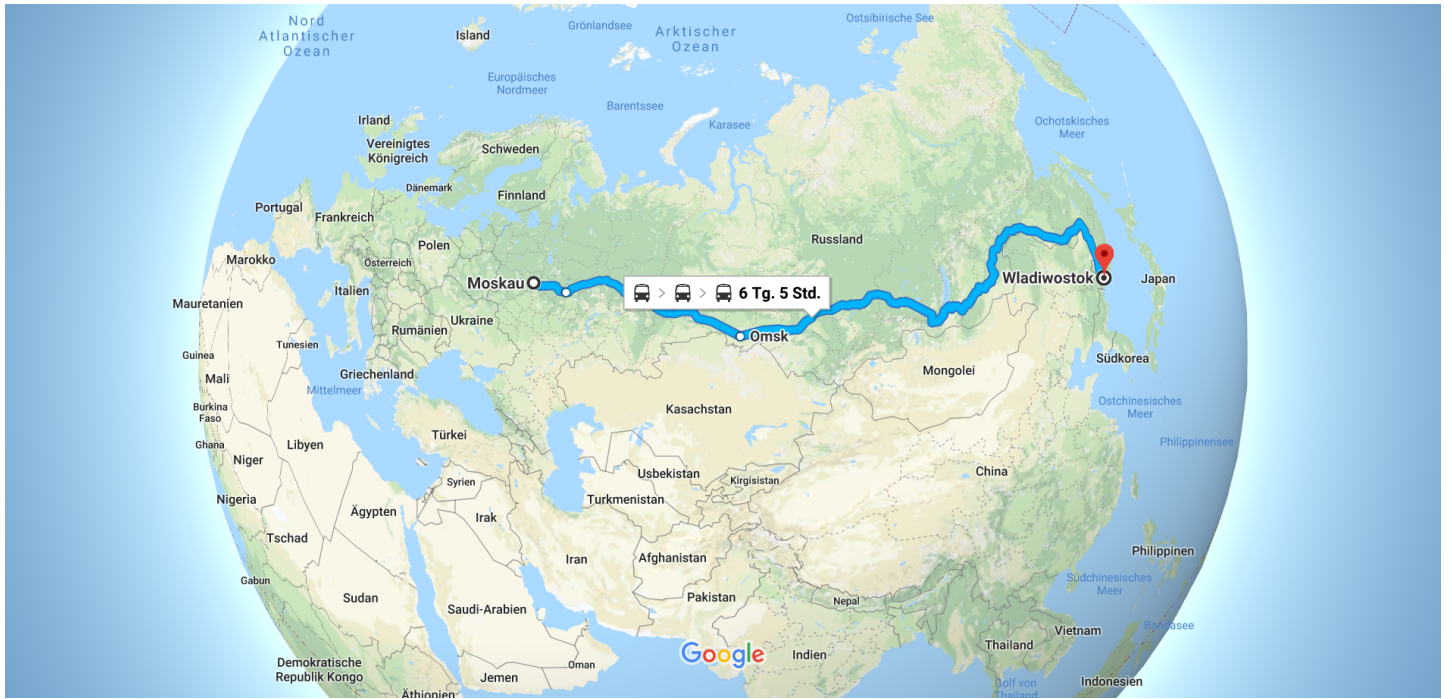 Nord
Atlantischer
Ozean
Island
Grönlandsee
Arktischer
Ozean
Ostsibirische See
Europäisches
Nordmeer
Barentssee
Karasee
Ochotskisches
Meer
Irland
Vereinigtes
Königreich
Schweden
Dänemark
Finnland
Portugal
Frankreich
Polen
Russland
Marokko
Österreich
Moskau
Wladiwostok
Japan
Italien
> > 6 Tg. 5 Std.
Mauretanien
Rumänien
Ukraine
Omsk
Guinea
Tunesien
Südkorea
Mali
Griechenland
Mongolei
Mittelmeer
Burkina
Faso
Kasachstan
Ostchinesisches
Meer
Ghana
Libyen
Türkei
Philippinensee
Niger
Usbekistan
Kirgisistan
China
Syrien
Nigeria
Turkmenistan
Ägypten
Irak
Tschad
Iran
Afghanistan
Philippinen
Gabun
Südchinesisches
Meer
Sudan
Saudi-Arabien
Pakistan
Nepal
Bandasee
Vietnam
Google
Indien
Thailand
Demokratische
Republik Kongo
Oman
Jemen
Golf von
Thailand
Indonesien
Äthiopien